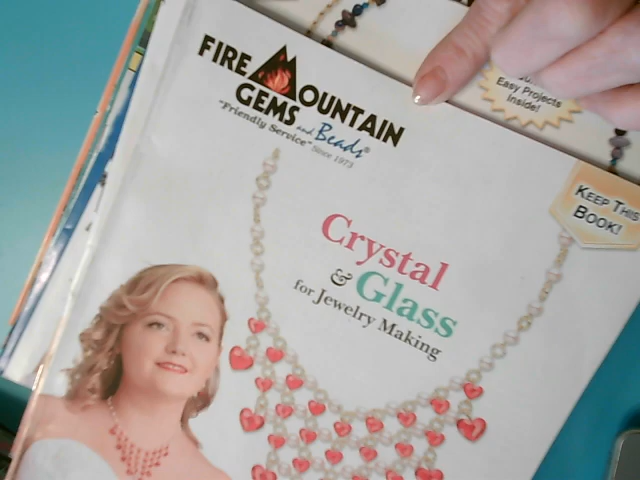 FIRE MOUNTAIN
GEMS and Beads®
"Friendly Service" Since 1973
Easy Projects
Inside!
KEEP THIS
BOOK!
Crystal
& Glass
for Jewelry Making